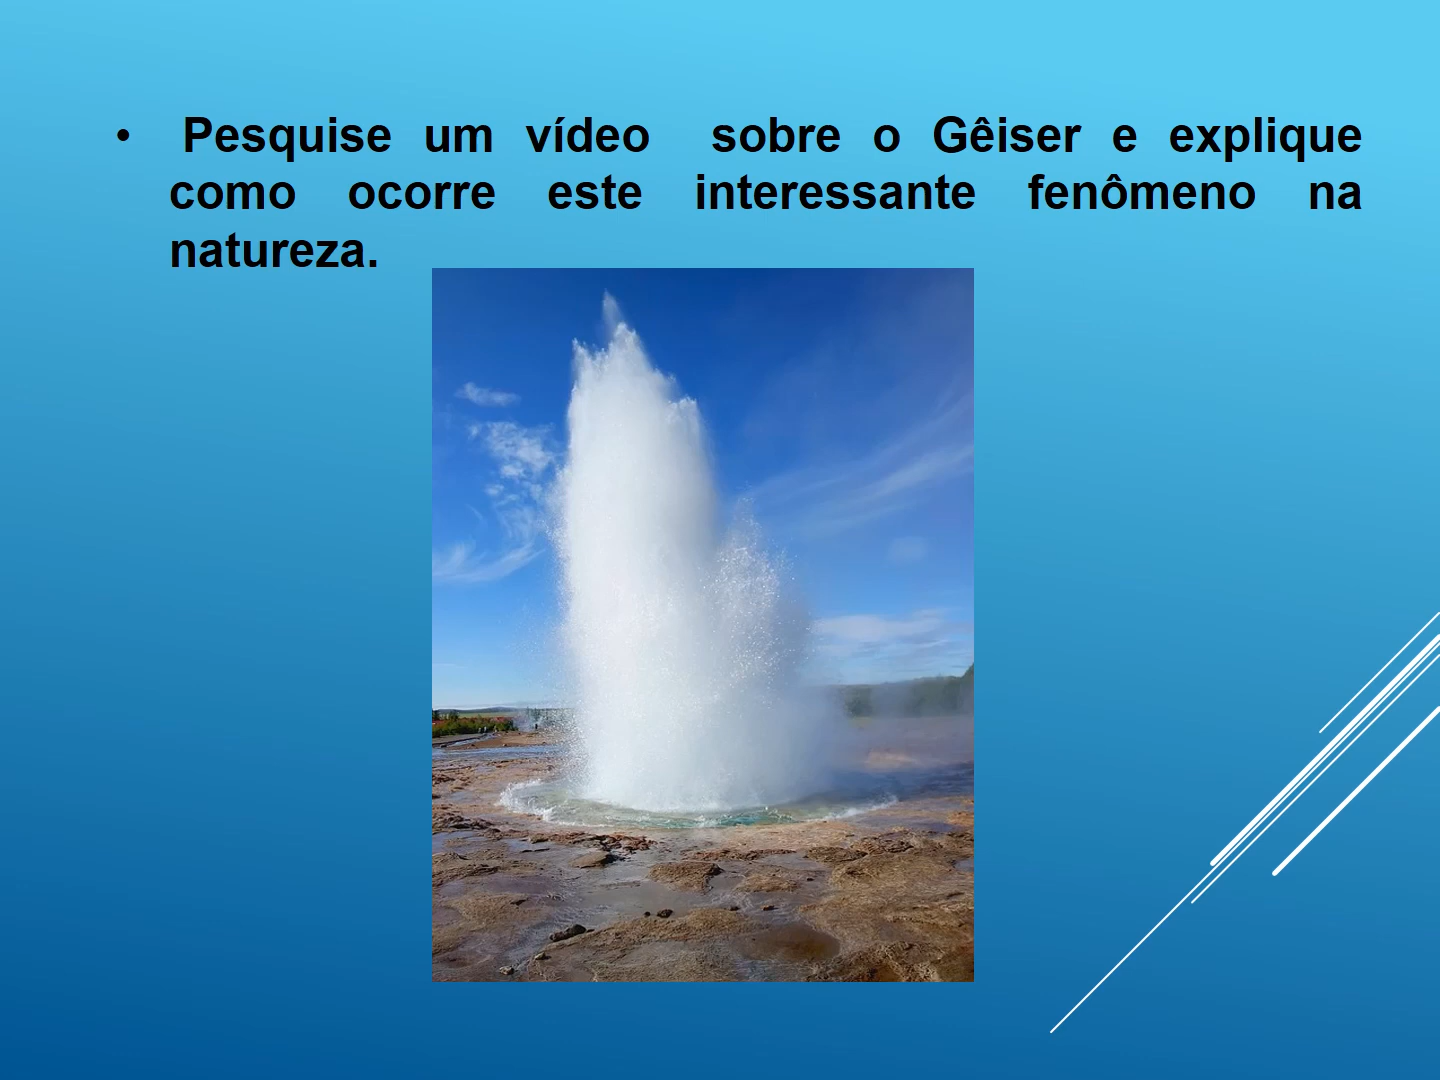 • Pesquise um vídeo sobre o Gêiser e explique
como ocorre este interessante fenômeno na
natureza.